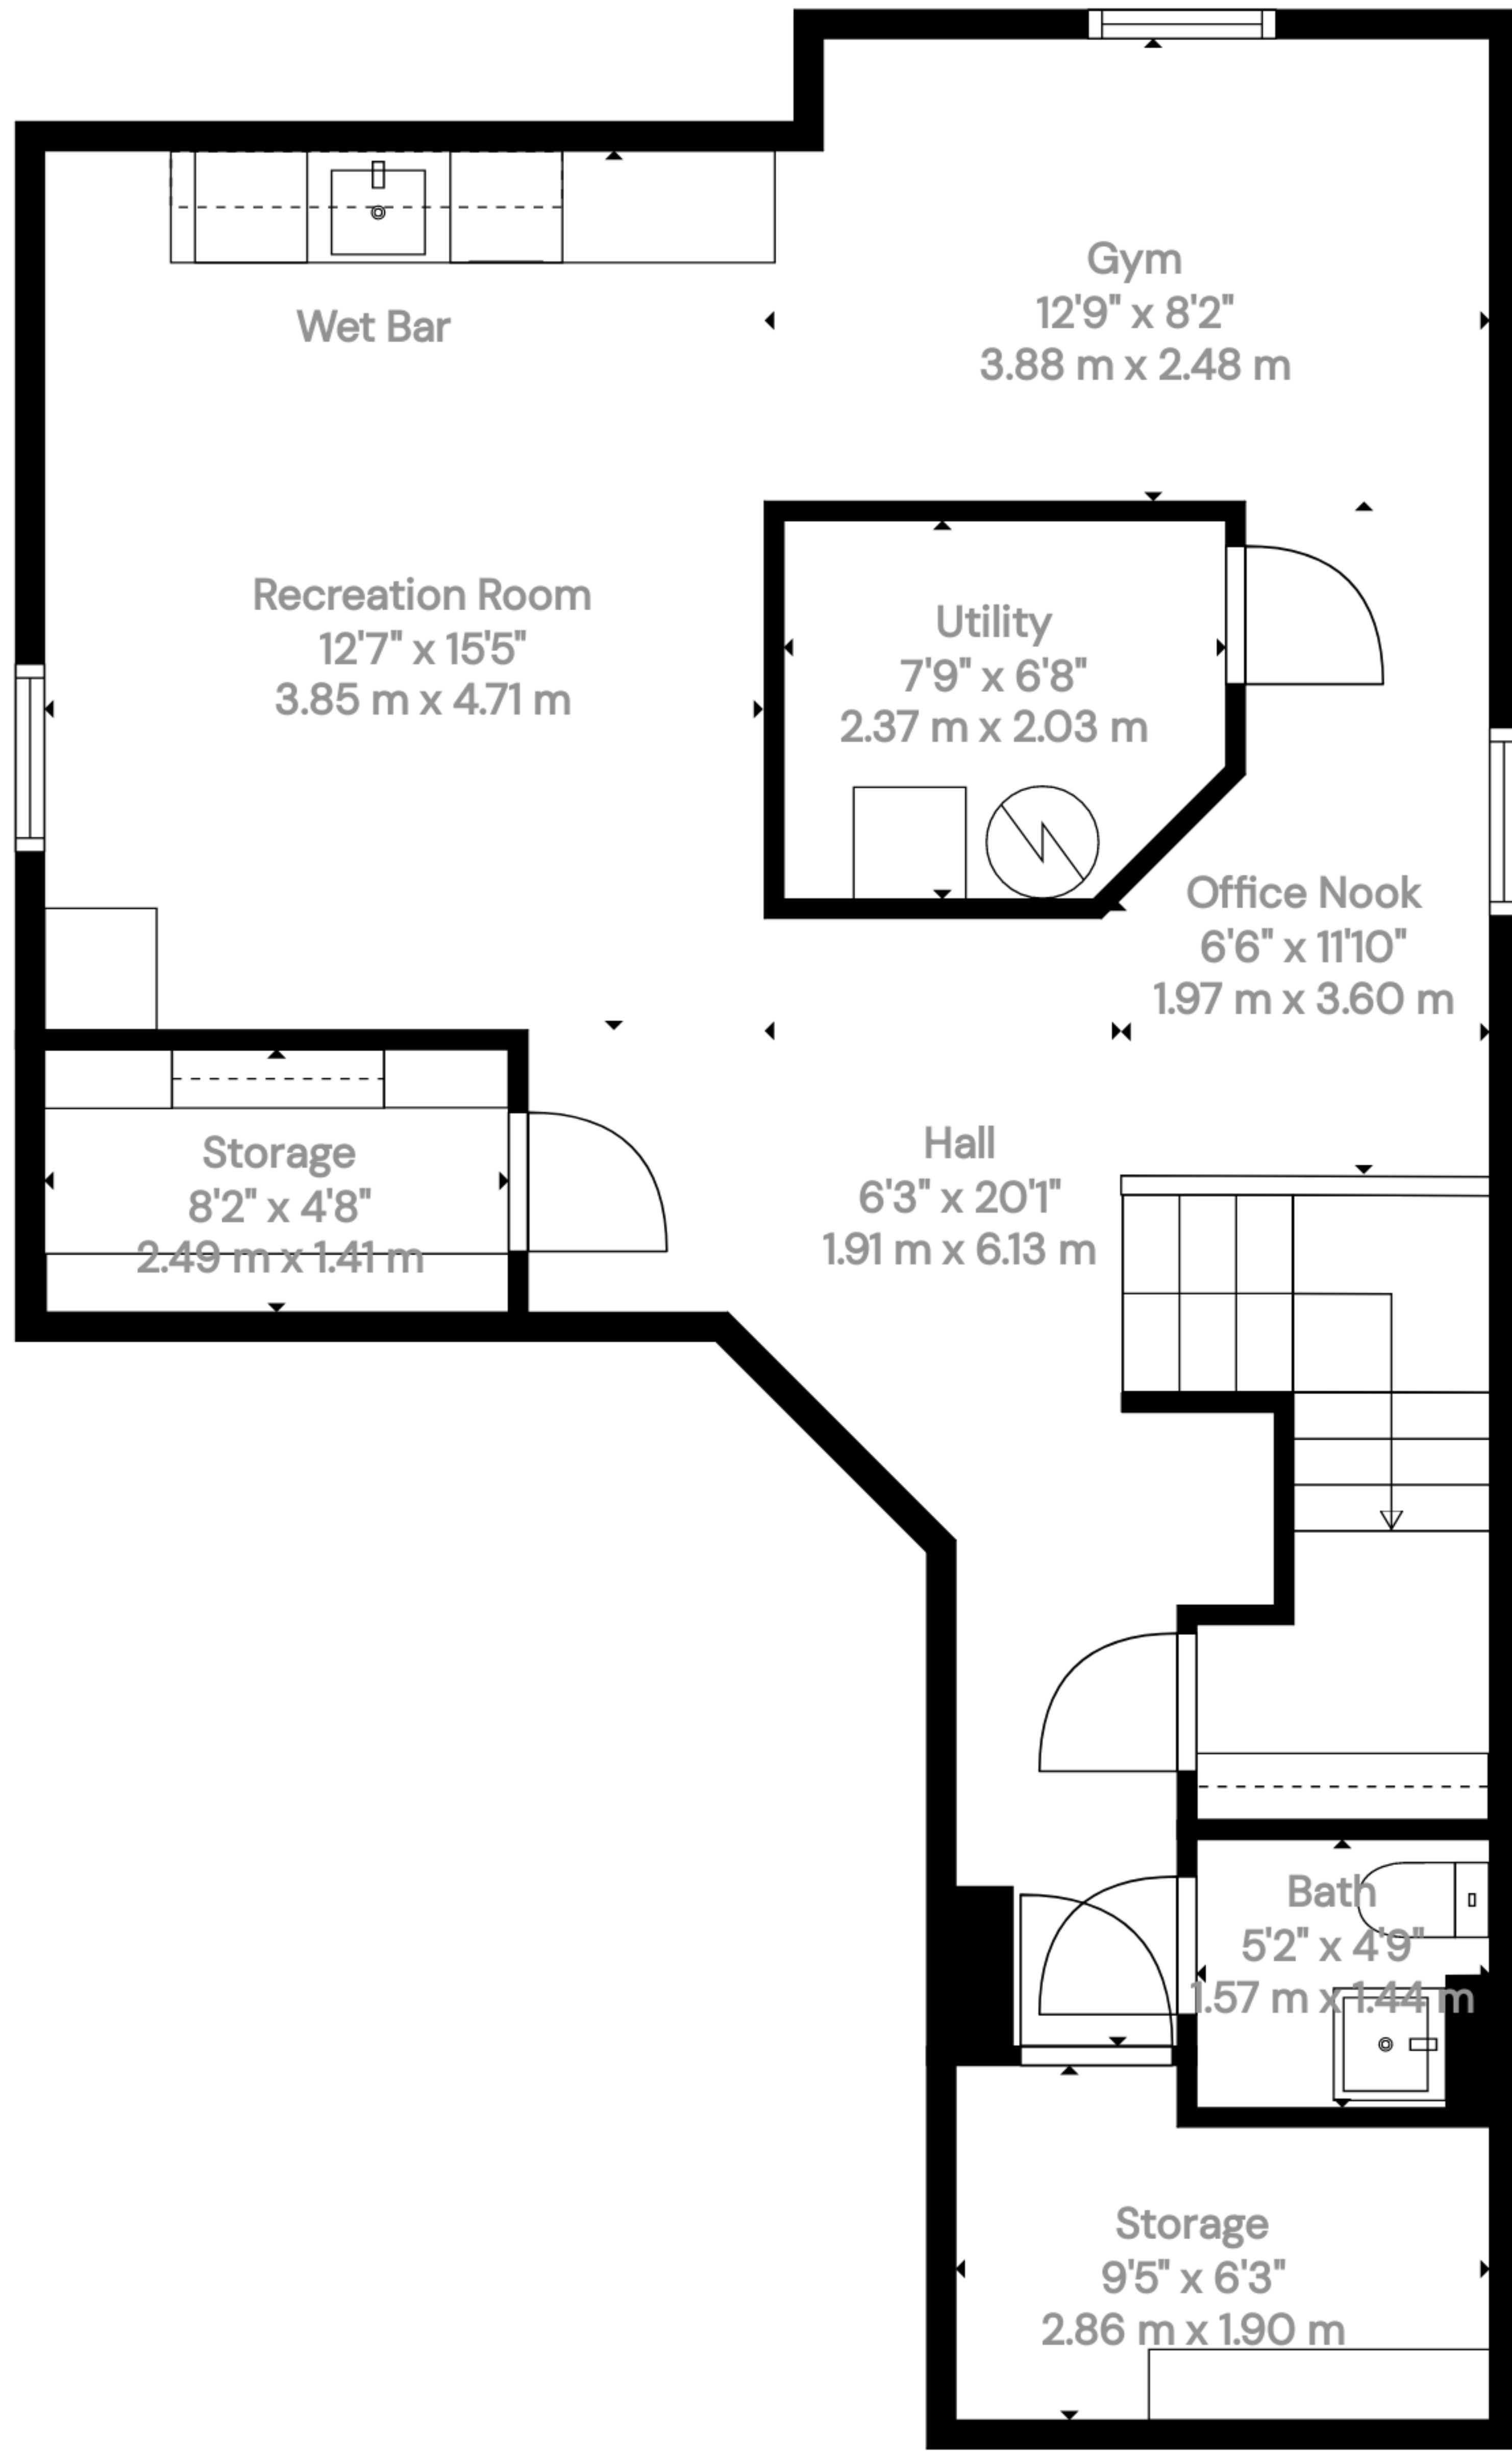 Gym
12'9" x 8'2"
3.88 m x 2.48 m
Wet Bar
Recreation Room
12'7" x 15'5"
3.85 m x 4.71 m
Utility
7'9" x 6'8"
2.37 m x 2.03 m
Office Nook
6'6" x 11'10"
1.97 m x 3.60 m
Storage
8'2" x 4'8"
2.49 m x 1.41 m
Hall
6'3" x 20'1"
1.91 m x 6.13 m
Bath
5'2" x 4'9"
1.57 m x 1.44 m
Storage
9'5" x 6'3"
2.86 m x 1.90 m